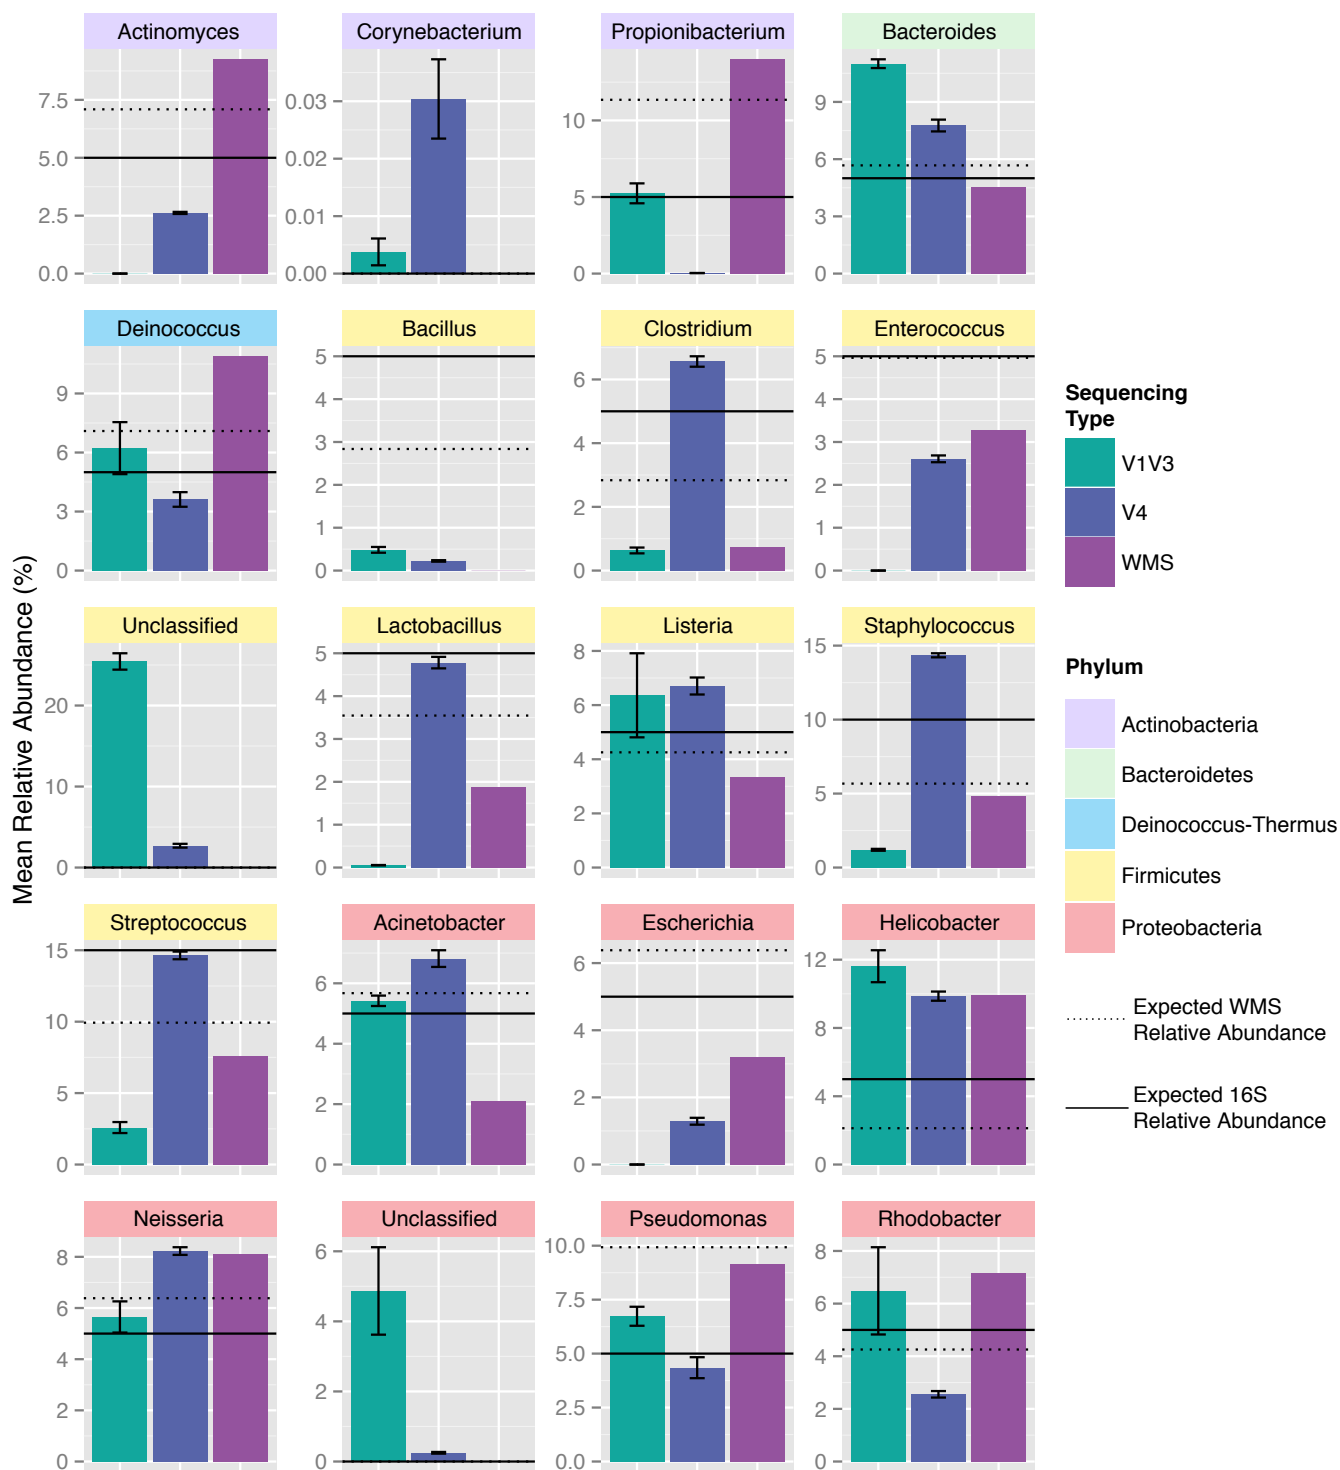 Mean Relative Abundance (%)
Actinomyces
7.5
5.0
2.5
0.0
Corynebacterium
0.03
0.02
0.01
0.00
Propionibacterium
10
5
0
Bacteroides
9
6
3
0
Deinococcus
9
6
3
0
Bacillus
5
4
3
2
1
0
Clostridium
6
4
2
0
Enterococcus
5
4
3
2
1
0
Unclassified
20
10
0
Lactobacillus
5
4
3
2
1
0
Listeria
8
6
4
2
0
Staphylococcus
15
10
5
0
Streptococcus
15
10
5
0
Acinetobacter
6
4
2
0
Escherichia
6
4
2
0
Helicobacter
12
8
4
0
Neisseria
8
6
4
2
0
Unclassified
6
4
2
0
Pseudomonas
10.0
7.5
5.0
2.5
0.0
Rhodobacter
8
6
4
2
0
Sequencing
Type
V1V3
V4
WMS
Phylum
Actinobacteria
Bacteroidetes
Deinococcus-Thermus
Firmicutes
Proteobacteria
Expected WMS
Relative Abundance
Expected 16S
Relative Abundance